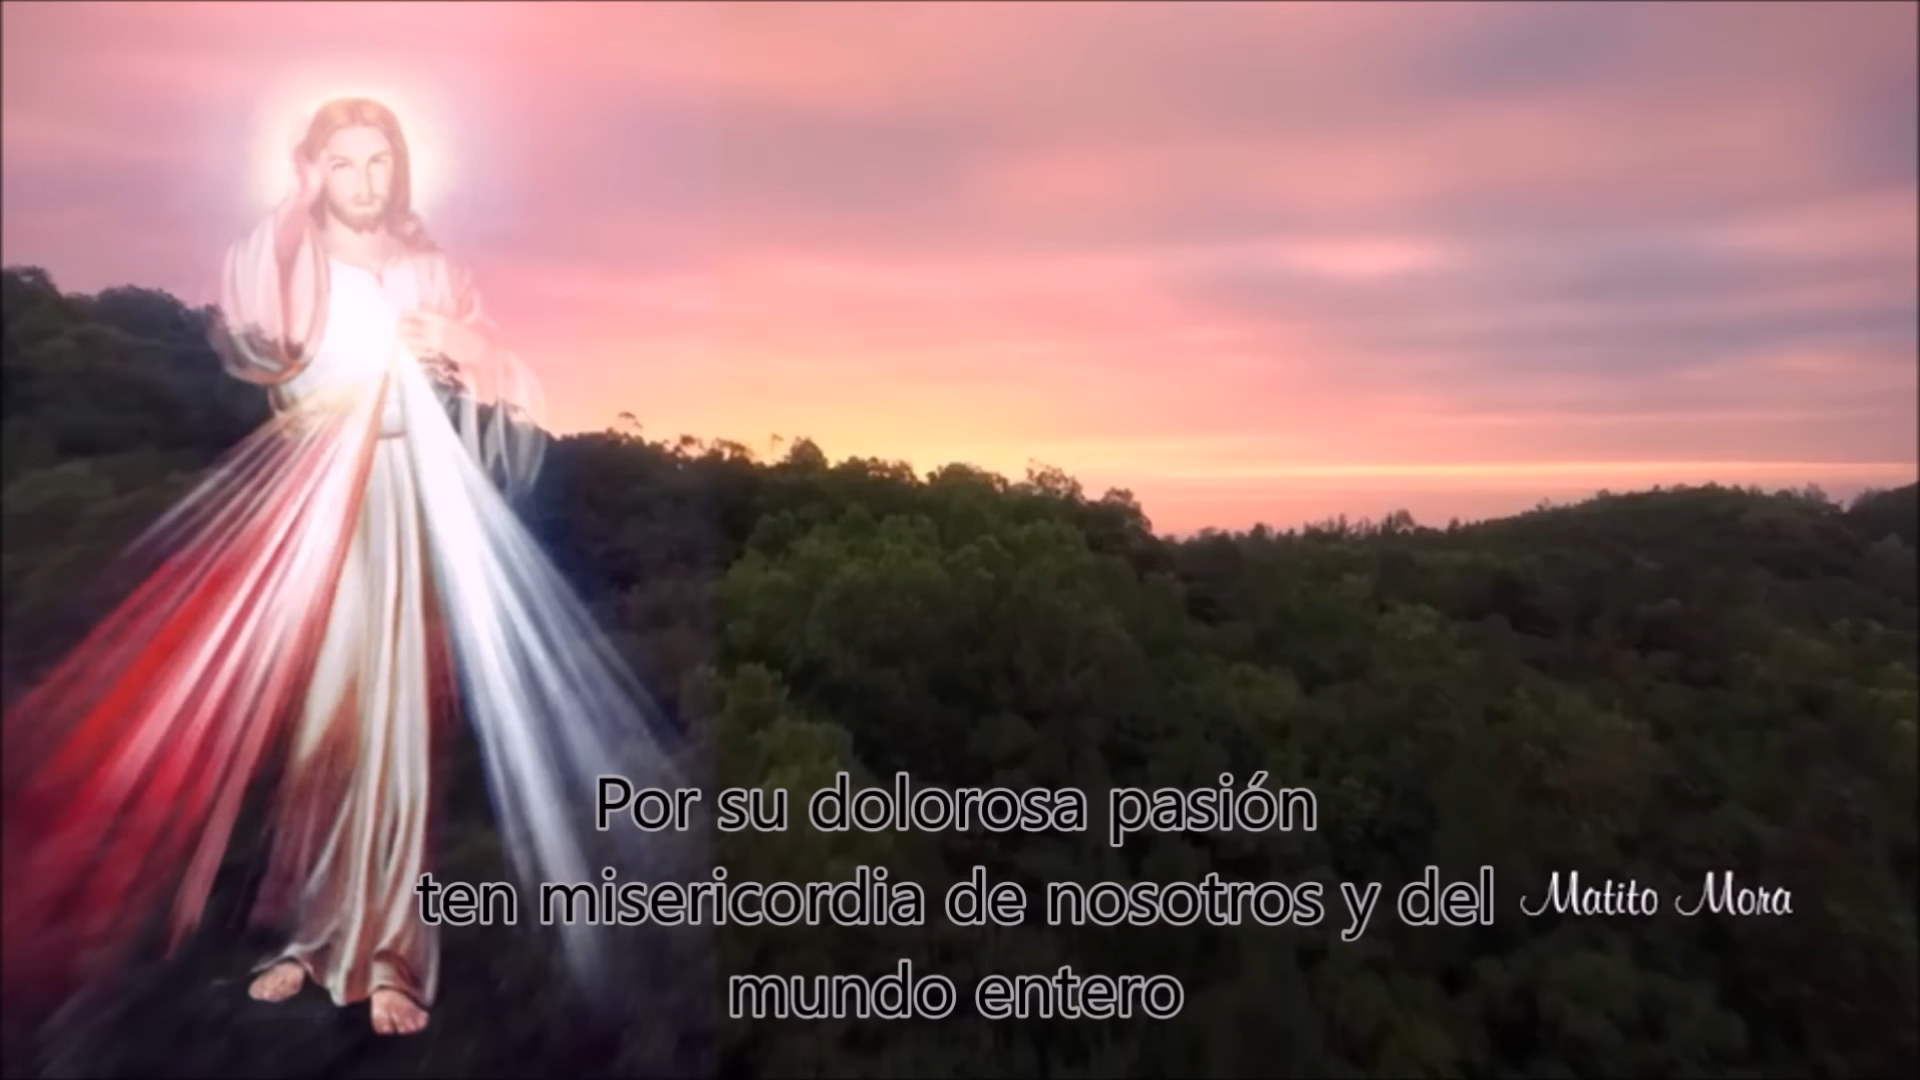 Por su dolorosa pasión
ten misericordia de nosotros y del
mundo entero
Matito Mora